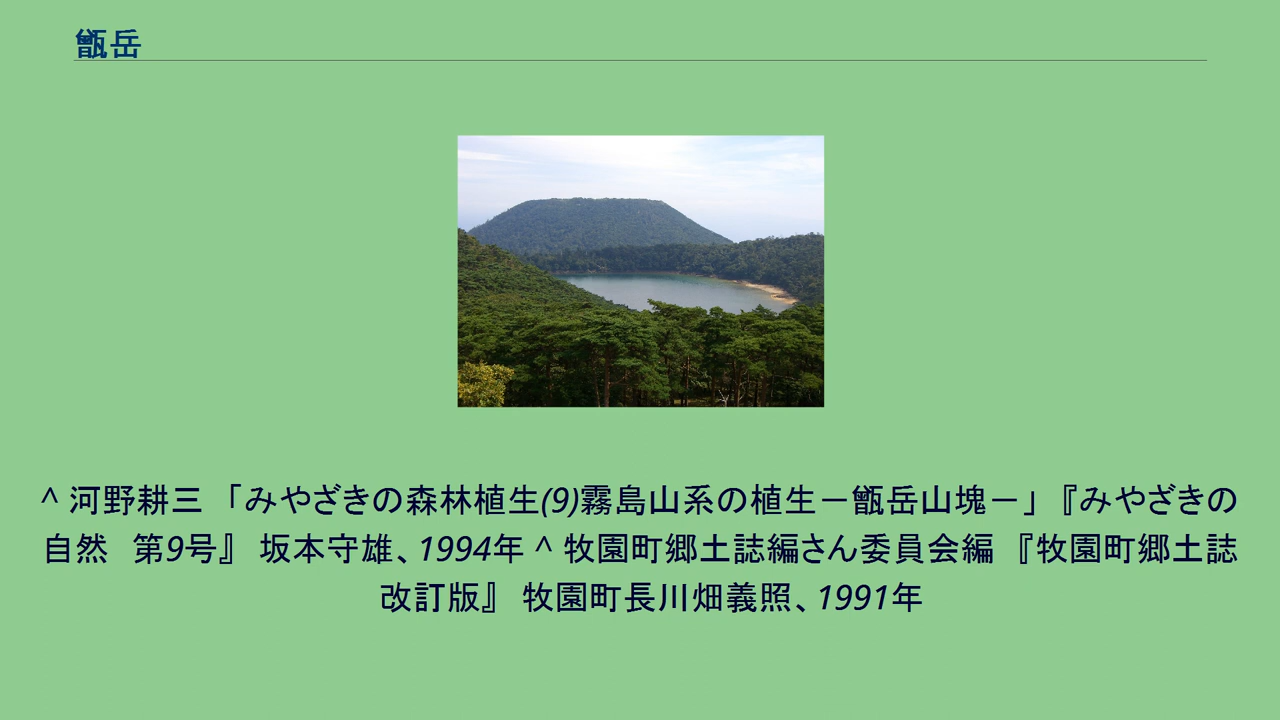 甑岳
^ 河野耕三 「みやざきの森林植生(9)霧島山系の植生－甑岳山塊－」『みやざきの
自然　第9号』 坂本守雄、1994年 ^ 牧園町郷土誌編さん委員会編 『牧園町郷土誌
改訂版』 牧園町長川畑義照、1991年